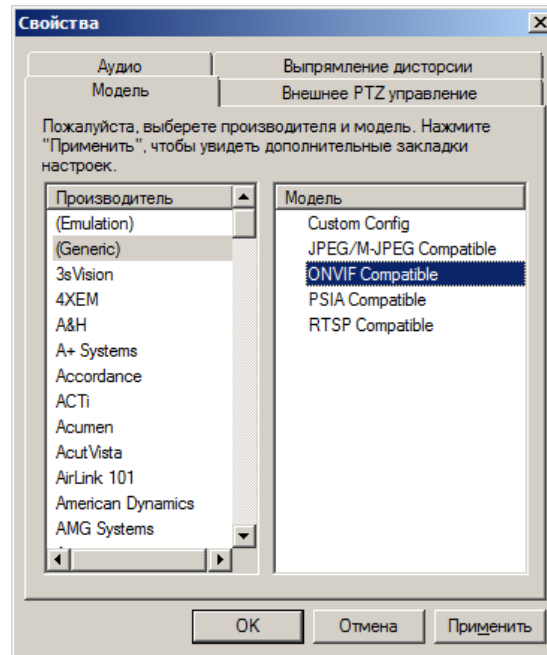 Свойства
Аудио
Выпрямление дисторсии
Модель
Внешнее PTZ управление
Пожалуйста, выберете производителя и модель. Нажмите
"Применить", чтобы увидеть дополнительные закладки
настроек.
Производитель
(Emulation)
(Generic)
3sVision
4XEM
A&H
A+ Systems
Accordance
ACTi
Acumen
AcutVista
AirLink 101
American Dynamics
AMG Systems
Модель
Custom Config
JPEG/M-JPEG Compatible
ONVIF Compatible
PSIA Compatible
RTSP Compatible
OK
Отмена
Применить